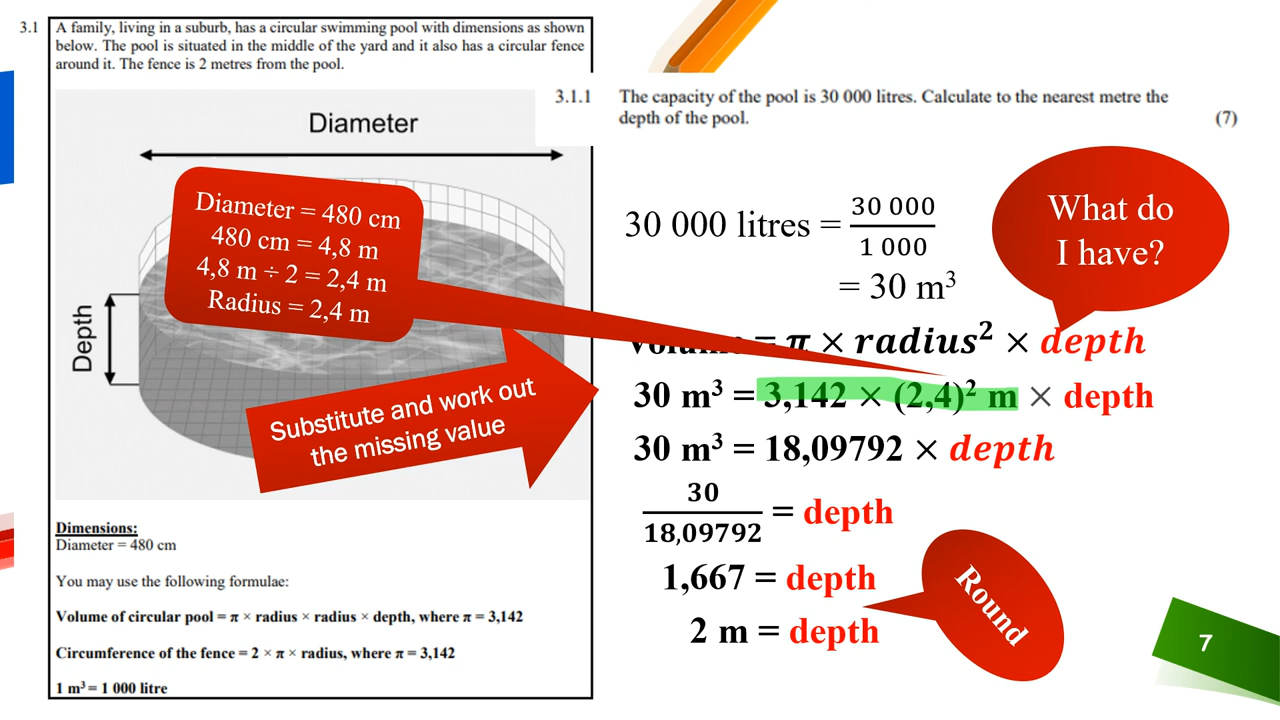 3.1 A family, living in a suburb, has a circular swimming pool with dimensions as shown
below. The pool is situated in the middle of the yard and it also has a circular fence
around it. The fence is 2 metres from the pool.
Diameter
Depth
Diameter = 480 cm
480 cm = 4,8 m
4,8 m ÷ 2 = 2,4 m
Radius = 2,4 m
Substitute and work out
the missing value
Dimensions:
Diameter = 480 cm
You may use the following formulae:
Volume of circular pool = π × radius × radius × depth, where π = 3,142
Circumference of the fence = 2 × π × radius, where π = 3,142
1 m³ = 1 000 litre
3.1.1 The capacity of the pool is 30 000 litres. Calculate to the nearest metre the
depth of the pool. (7)
30 000 litres = 30 000 / 1 000
= 30 m³
What do
I have?
= π × radius² × depth
30 m³ = 3,142 × (2,4)² m × depth
30 m³ = 18,09792 × depth
30 / 18,09792 = depth
1,667 = depth
2 m = depth
Round
7